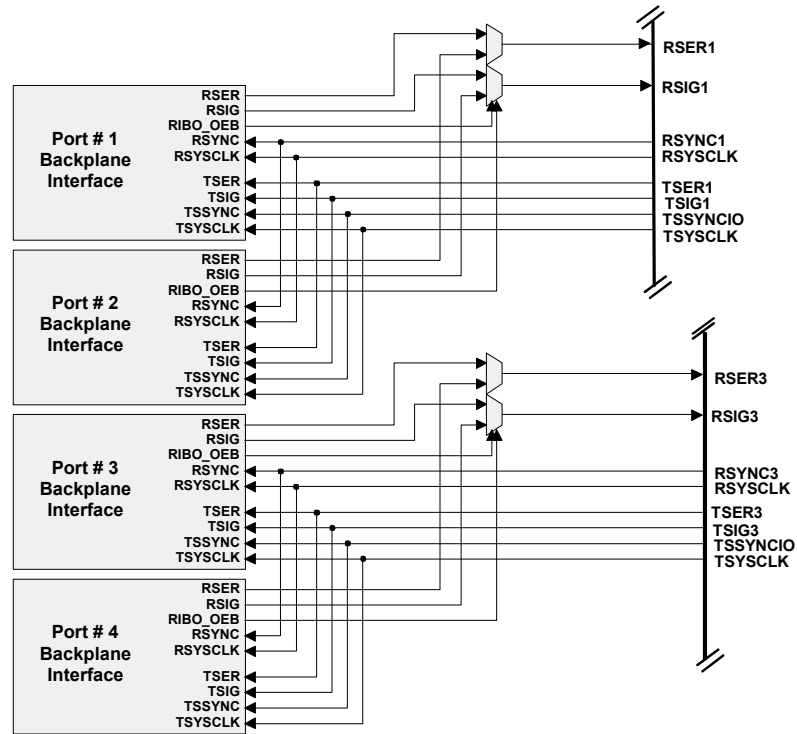 RSER1
RSIG1
Port # 1
Backplane
Interface
RSER
RSIG
RIBO_OEB
RSYNC
RSYSCLK
TSER
TSIG
TSSYNC
TSYSCLK
RSYNC1
RSYSCLK
TSER1
TSIG1
TSSYNCIO
TSYSCLK
Port # 2
Backplane
Interface
RSER
RSIG
RIBO_OEB
RSYNC
RSYSCLK
TSER
TSIG
TSSYNC
TSYSCLK
RSER3
RSIG3
Port # 3
Backplane
Interface
RSER
RSIG
RIBO_OEB
RSYNC
RSYSCLK
TSER
TSIG
TSSYNC
TSYSCLK
RSYNC3
RSYSCLK
TSER3
TSIG3
TSSYNCIO
TSYSCLK
Port # 4
Backplane
Interface
RSER
RSIG
RIBO_OEB
RSYNC
RSYSCLK
TSER
TSIG
TSSYNC
TSYSCLK